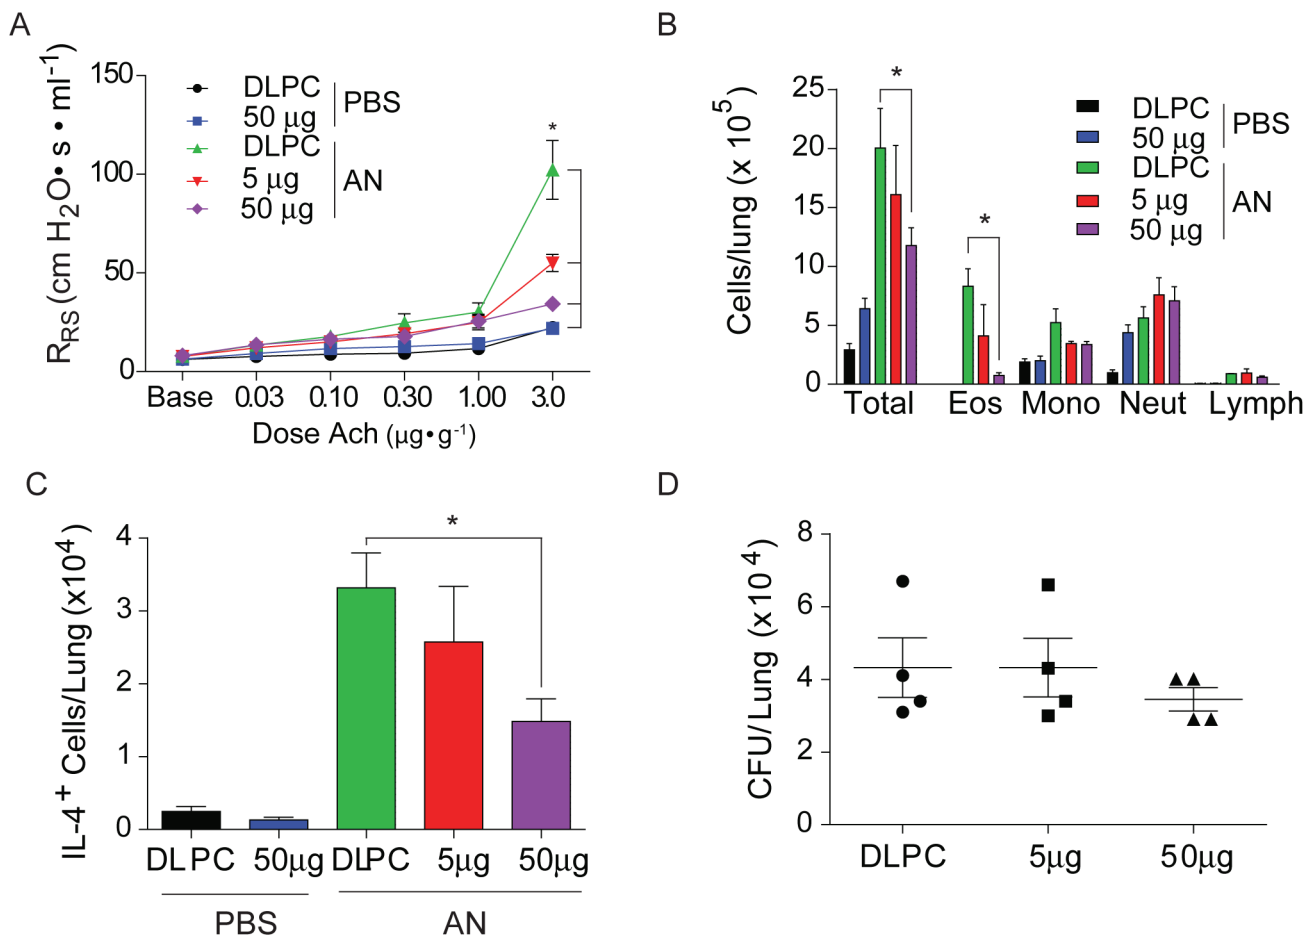 A
R_RS (cm H₂O• s • ml⁻¹)
150
100
50
0
DLPC
50 µg
PBS
DLPC
5 µg
50 µg
AN
*
Base 0.03 0.10 0.30 1.00 3.0
Dose Ach (µg•g⁻¹)
B
Cells/lung (x 10⁵)
25
20
15
10
5
0
*
*
DLPC
50 µg
PBS
DLPC
5 µg
50 µg
AN
Total Eos Mono Neut Lymph
C
IL-4⁺ Cells/Lung (x10⁴)
4
3
2
1
0
*
DLPC 50µg DLPC 5µg 50µg
PBS AN
D
CFU/Lung (x10⁴)
8
6
4
2
0
DLPC 5µg 50µg